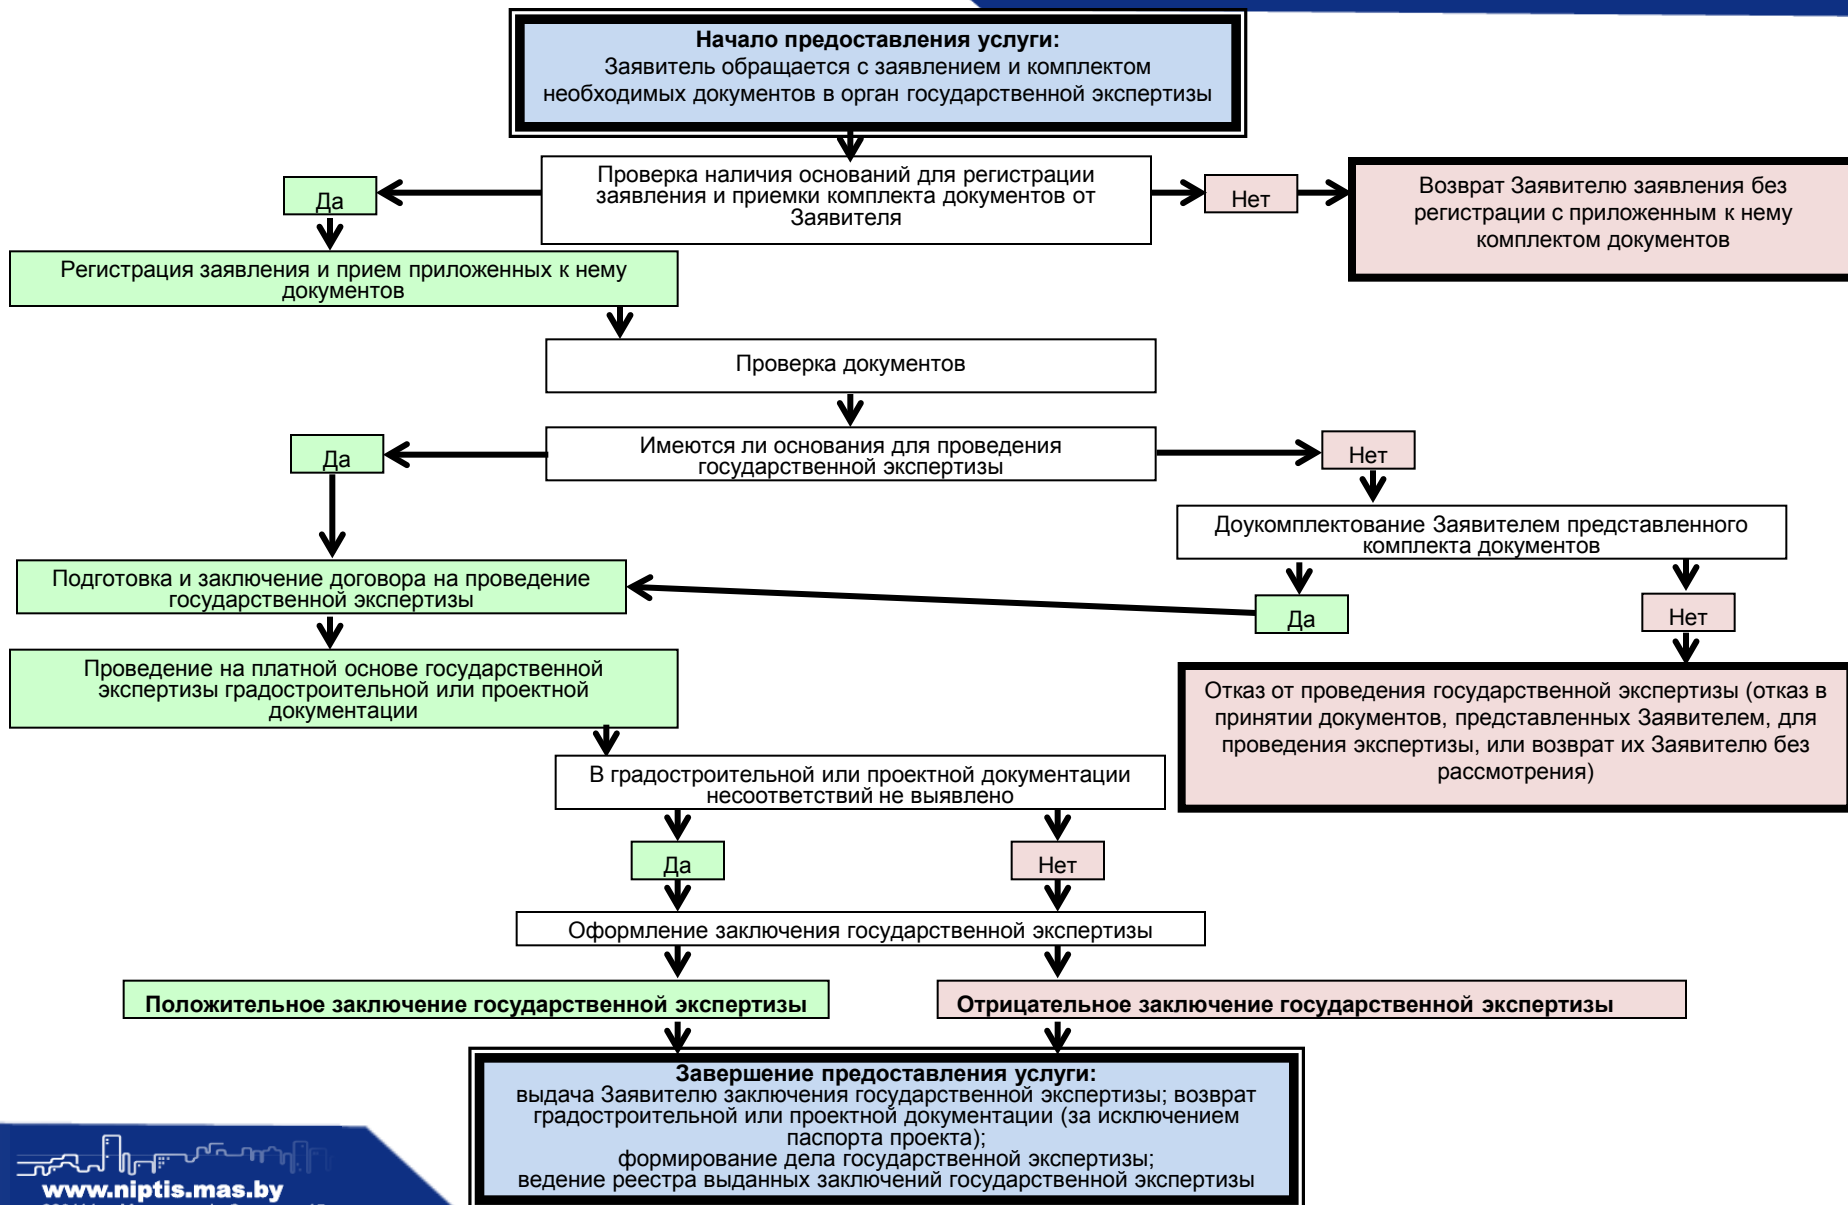 Начало предоставления услуги:
Заявитель обращается с заявлением и комплектом
необходимых документов в орган государственной экспертизы
Проверка наличия оснований для регистрации
заявления и приемки комплекта документов от
Заявителя
Да
Нет
Возврат Заявителю заявления без
регистрации с приложенным к нему
комплектом документов
Регистрация заявления и прием приложенных к нему
документов
Проверка документов
Имеются ли основания для проведения
государственной экспертизы
Да
Нет
Доукомплектование Заявителем представленного
комплекта документов
Подготовка и заключение договора на проведение
государственной экспертизы
Да
Нет
Проведение на платной основе государственной
экспертизы градостроительной или проектной
документации
Отказ от проведения государственной экспертизы (отказ в
принятии документов, представленных Заявителем, для
проведения экспертизы, или возврат их Заявителю без
рассмотрения)
В градостроительной или проектной документации
несоответствий не выявлено
Да
Нет
Оформление заключения государственной экспертизы
Положительное заключение государственной экспертизы
Отрицательное заключение государственной экспертизы
Завершение предоставления услуги:
выдача Заявителю заключения государственной экспертизы; возврат
градостроительной или проектной документации (за исключением
паспорта проекта);
формирование дела государственной экспертизы;
ведение реестра выданных заключений государственной экспертизы
www.niptis.mas.by